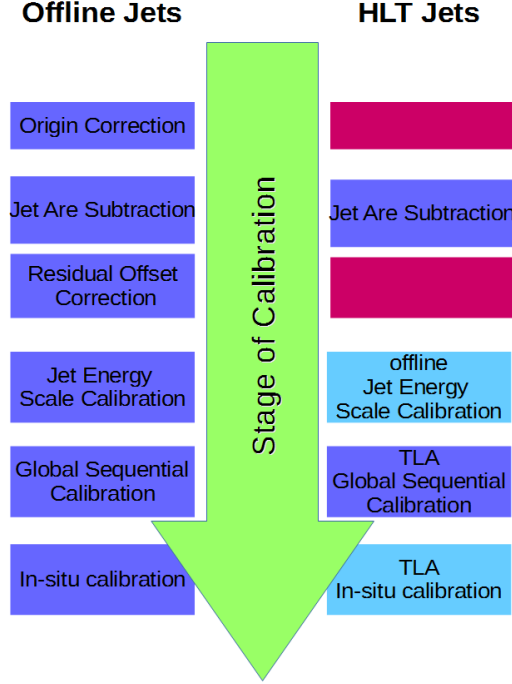 Offline Jets
HLT Jets
Origin Correction
Jet Are Subtraction
Jet Are Subtraction
Residual Offset
Correction
Stage of Calibration
Jet Energy
Scale Calibration
offline
Jet Energy
Scale Calibration
Global Sequential
Calibration
TLA
Global Sequential
Calibration
In-situ calibration
TLA
In-situ calibration